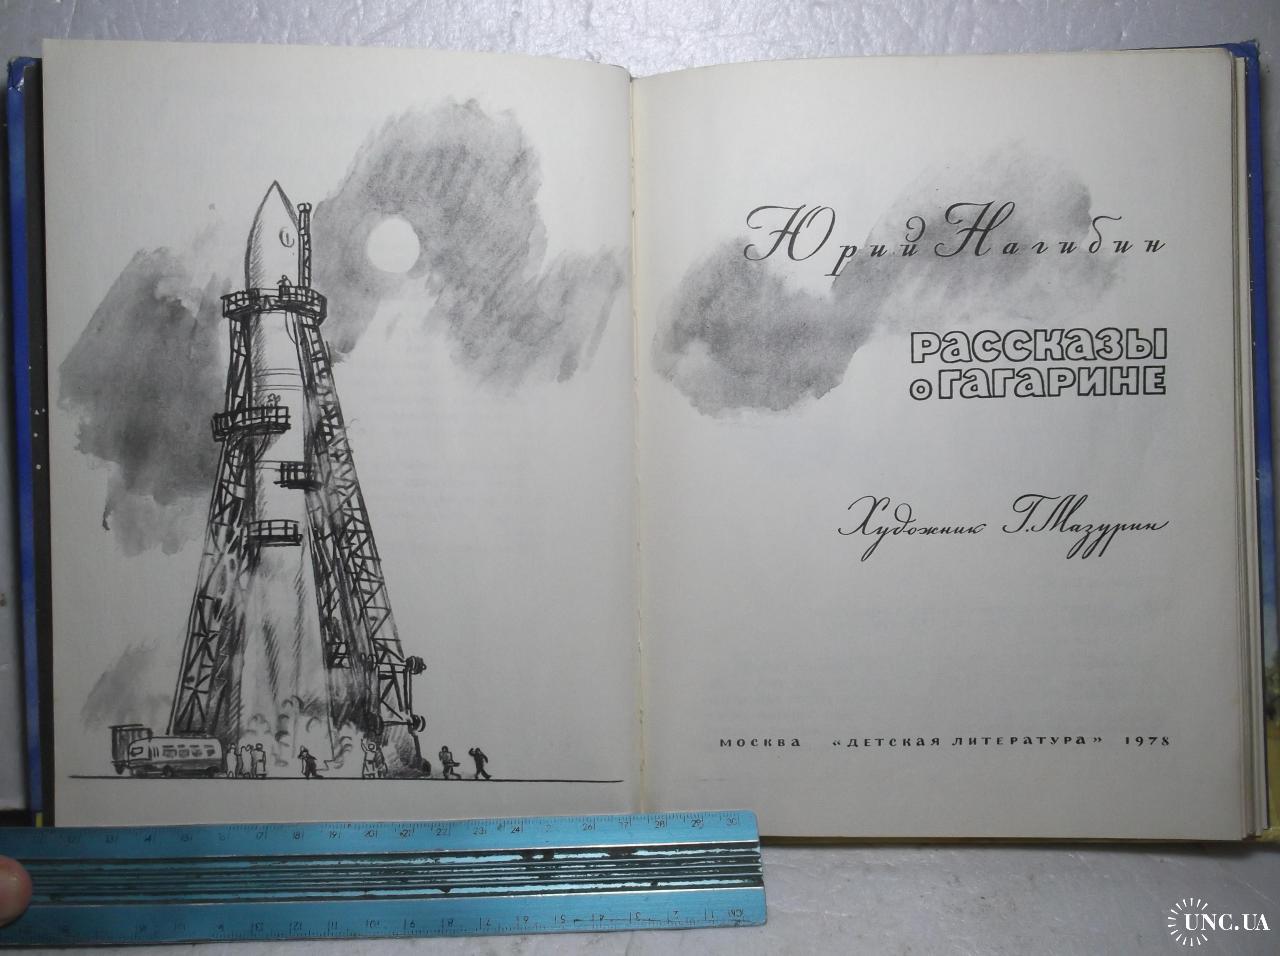 Юрий Нагибин
РАССКАЗЫ
о ГАГАРИНЕ
Художник Г. Мазурин
МОСКВА «ДЕТСКАЯ ЛИТЕРАТУРА» 1978
UNC.UA